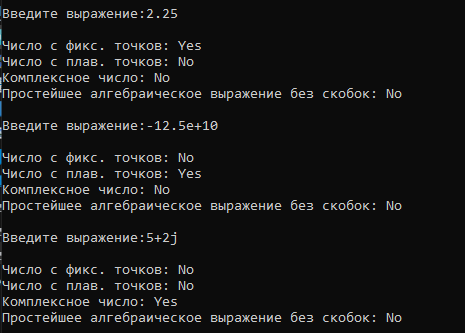 Введите выражение:2.25
Число с фикс. точков: Yes
Число с плав. точков: No
Комплексное число: No
Простейшее алгебраическое выражение без скобок: No
Введите выражение:-12.5e+10
Число с фикс. точков: No
Число с плав. точков: Yes
Комплексное число: No
Простейшее алгебраическое выражение без скобок: No
Введите выражение:5+2j
Число с фикс. точков: No
Число с плав. точков: No
Комплексное число: Yes
Простейшее алгебраическое выражение без скобок: No